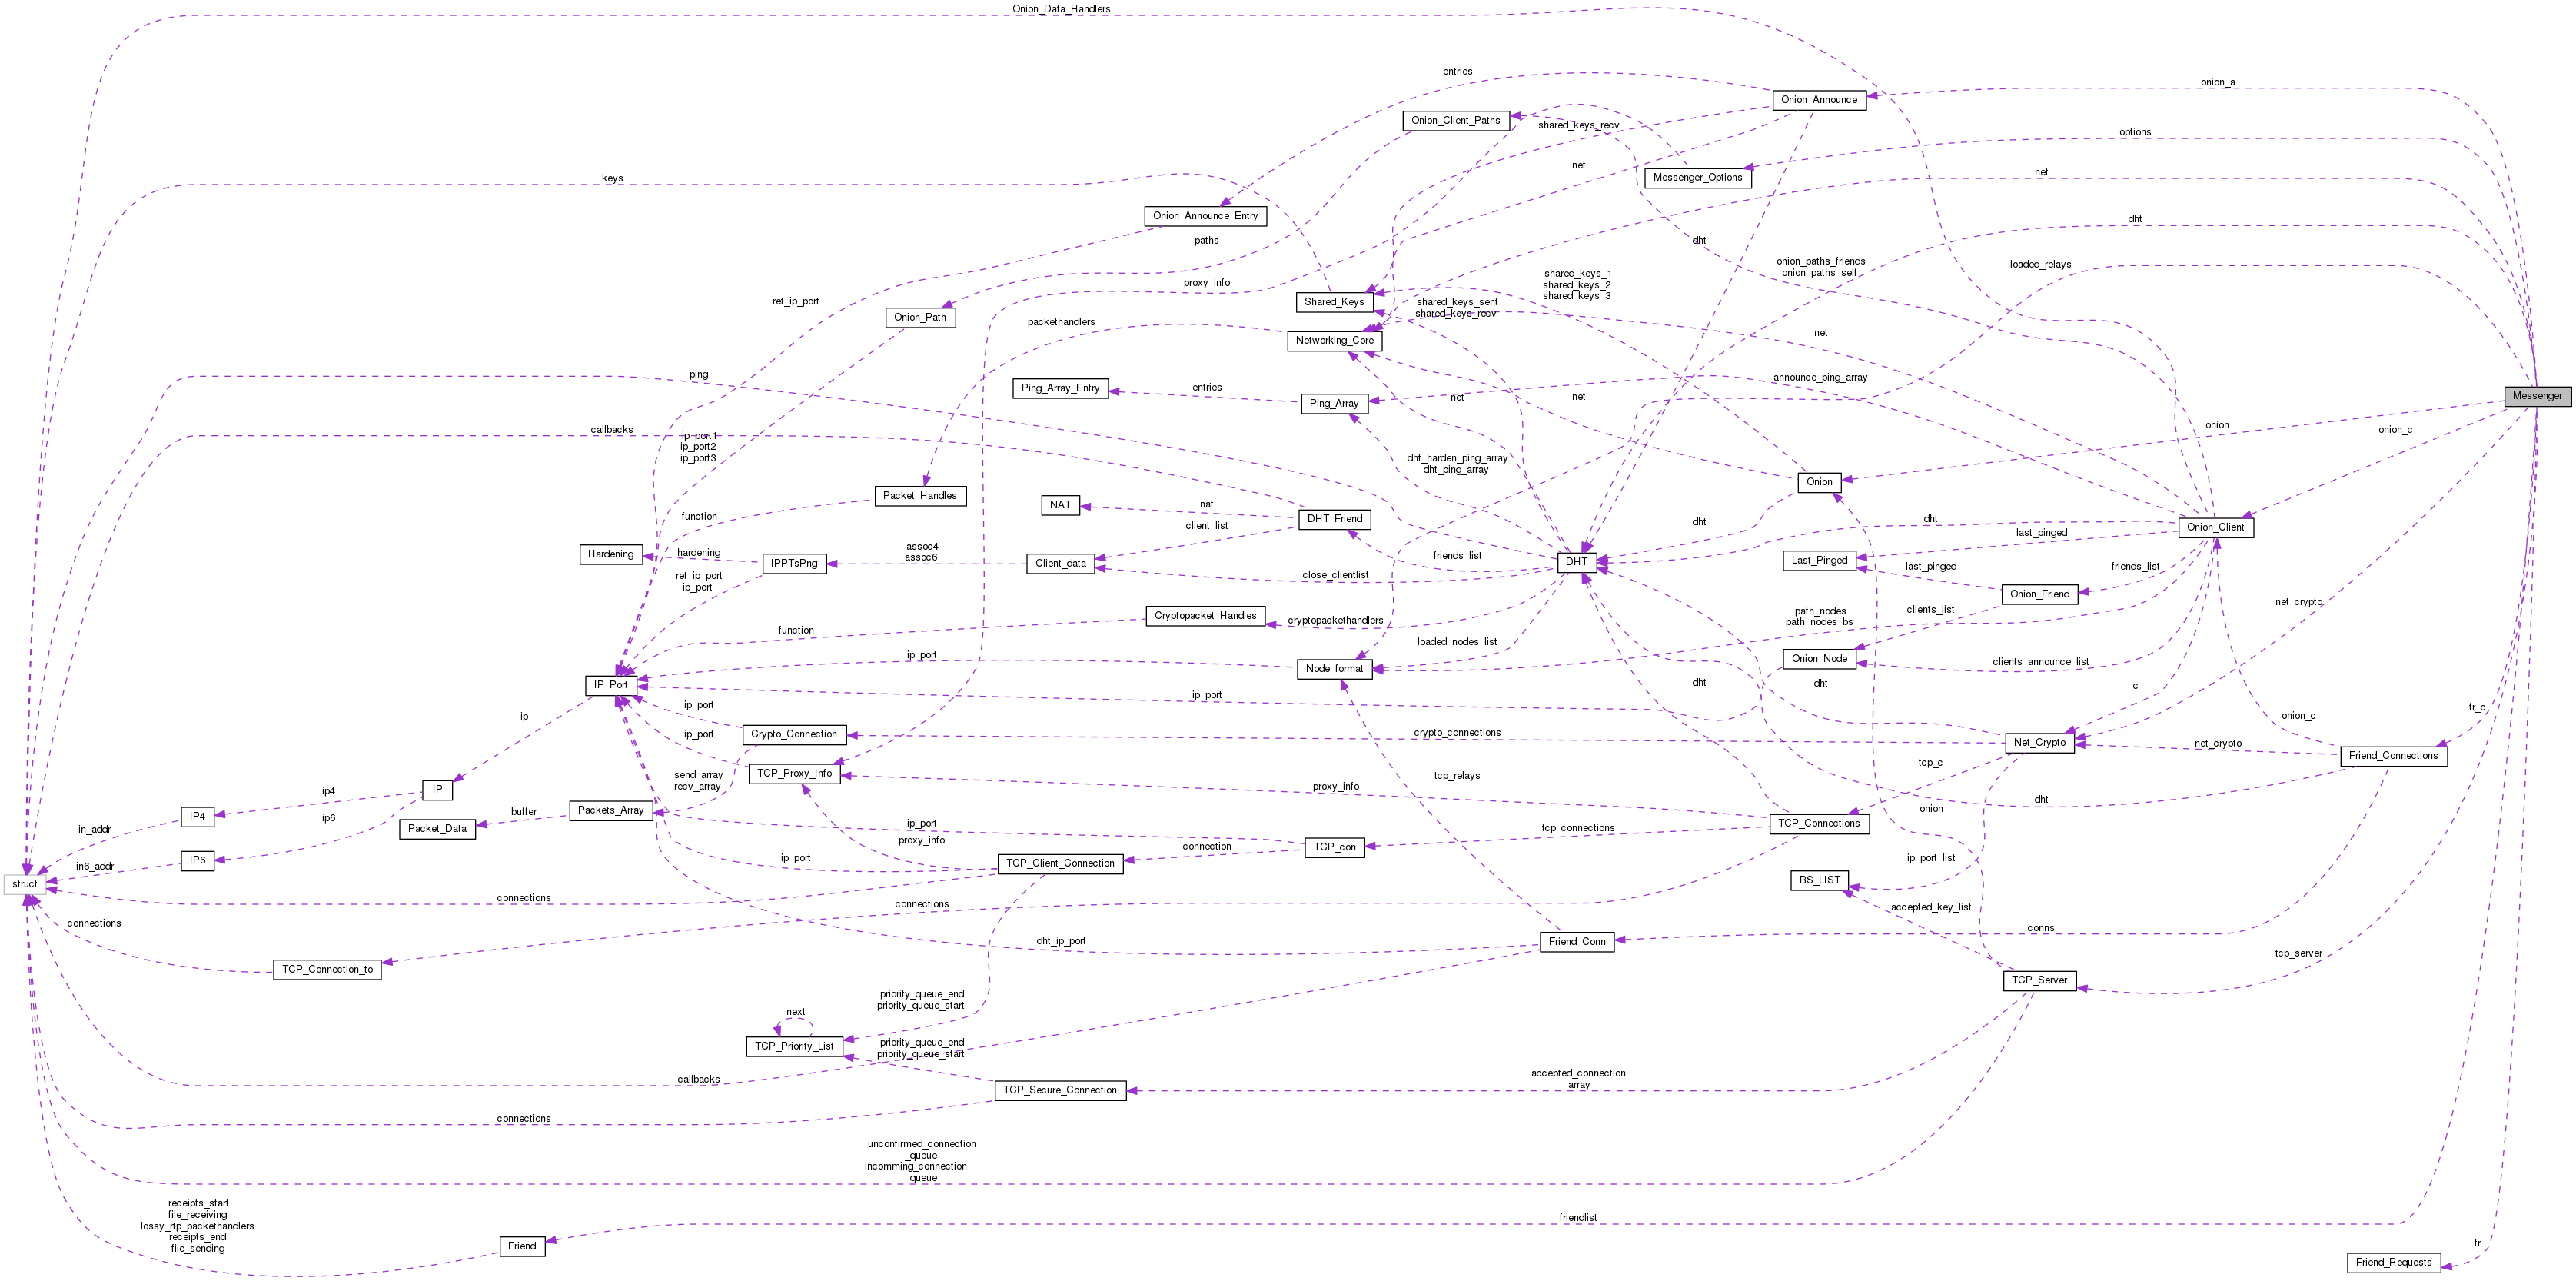 Onion_Data_Handlers
entries
onion_a
Onion_Announce
Onion_Client_Paths
shared_keys_recv
options
net
Messenger_Options
keys
net
Onion_Announce_Entry
dht
paths
dht
onion_paths_friends
onion_paths_self
loaded_relays
shared_keys_1
shared_keys_2
shared_keys_3
proxy_info
ret_ip_port
Shared_Keys
shared_keys_sent
shared_keys_recv
Onion_Path
packethandlers
net
Networking_Core
ping
announce_ping_array
Ping_Array_Entry
entries
Ping_Array
net
net
Messenger
callbacks
onion
onion_c
ip_port1
ip_port2
ip_port3
dht_harden_ping_array
dht_ping_array
Onion
Packet_Handles
NAT
nat
function
DHT_Friend
client_list
dht
dht
Onion_Client
last_pinged
Hardening
hardening
assoc4
assoc6
IPPTsPng
Client_data
friends_list
DHT
Last_Pinged
last_pinged
friends_list
ret_ip_port
ip_port
close_clientlist
Onion_Friend
net_crypto
Cryptopacket_Handles
cryptopackethandlers
path_nodes
path_nodes_bs
clients_list
function
loaded_nodes_list
ip_port
Node_format
Onion_Node
clients_announce_list
IP_Port
dht
dht
c
ip_port
ip
ip_port
fr_c
onion_c
Crypto_Connection
crypto_connections
Net_Crypto
net_crypto
ip_port
Friend_Connections
tcp_c
TCP_Proxy_Info
send_array
recv_array
tcp_relays
proxy_info
IP
ip4
dht
onion
buffer
Packets_Array
IP4
ip6
ip_port
TCP_Connections
in_addr
Packet_Data
tcp_connections
proxy_info
connection
TCP_con
ip_port
ip_port_list
in6_addr
IP6
TCP_Client_Connection
struct
BS_LIST
connections
connections
accepted_key_list
connections
conns
dht_ip_port
Friend_Conn
tcp_server
TCP_Connection_to
TCP_Server
priority_queue_end
priority_queue_start
next
TCP_Priority_List
priority_queue_end
priority_queue_start
callbacks
accepted_connection
_array
TCP_Secure_Connection
connections
unconfirmed_connection
_queue
incomming_connection
_queue
receipts_start
file_receiving
lossy_rtp_packethandlers
receipts_end
file_sending
friendlist
Friend
fr
Friend_Requests